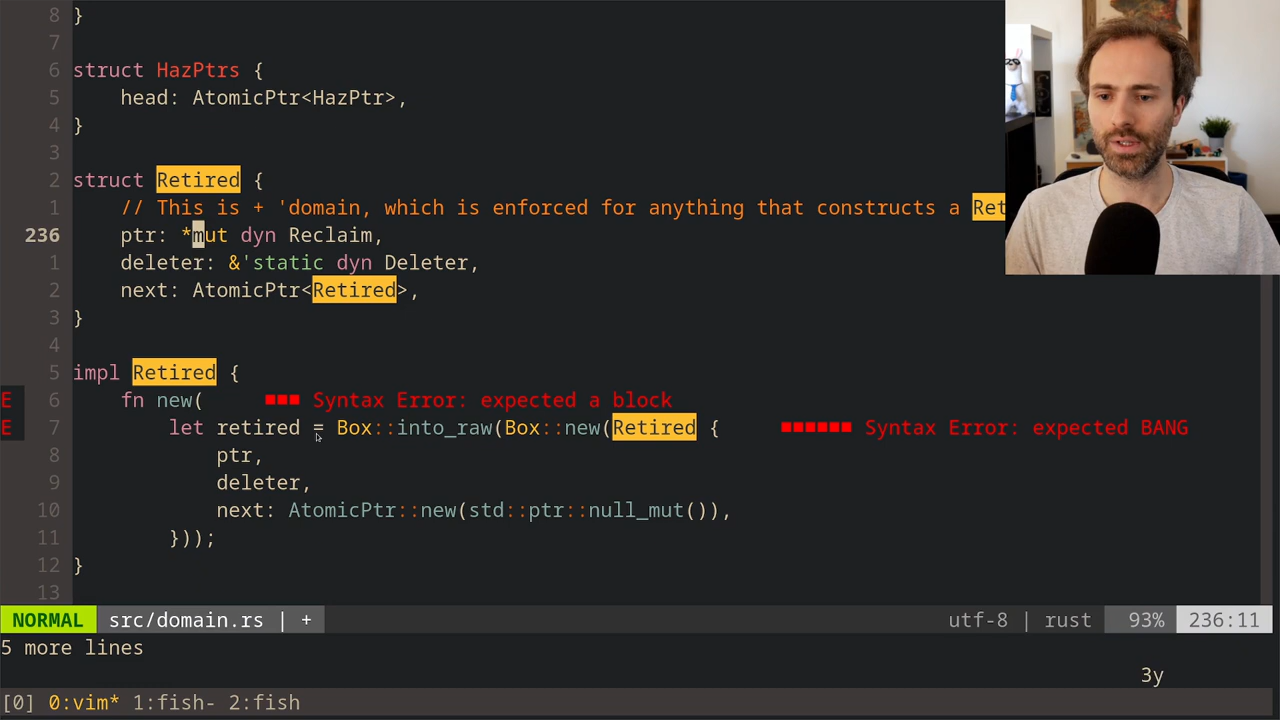 8 }
7
6 struct HazPtrs {
5     head: AtomicPtr<HazPtr>,
4 }
3
2 struct Retired {
1     // This is + 'domain, which is enforced for anything that constructs a Ret
236     ptr: *mut dyn Reclaim,
1     deleter: &'static dyn Deleter,
2     next: AtomicPtr<Retired>,
3 }
4
5 impl Retired {
E 6     fn new(     ■■■ Syntax Error: expected a block
E 7         let retired = Box::into_raw(Box::new(Retired {     ■■■■■■ Syntax Error: expected BANG
8             ptr,
9             deleter,
10             next: AtomicPtr::new(std::ptr::null_mut()),
11         }));
12 }
13
NORMAL src/domain.rs | + utf-8 | rust 93% 236:11
5 more lines
3y
[0] 0:vim* 1:fish- 2:fish